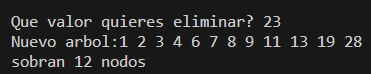 Que valor quieres eliminar? 23
Nuevo arbol:1 2 3 4 6 7 8 9 11 13 19 28
sobran 12 nodos